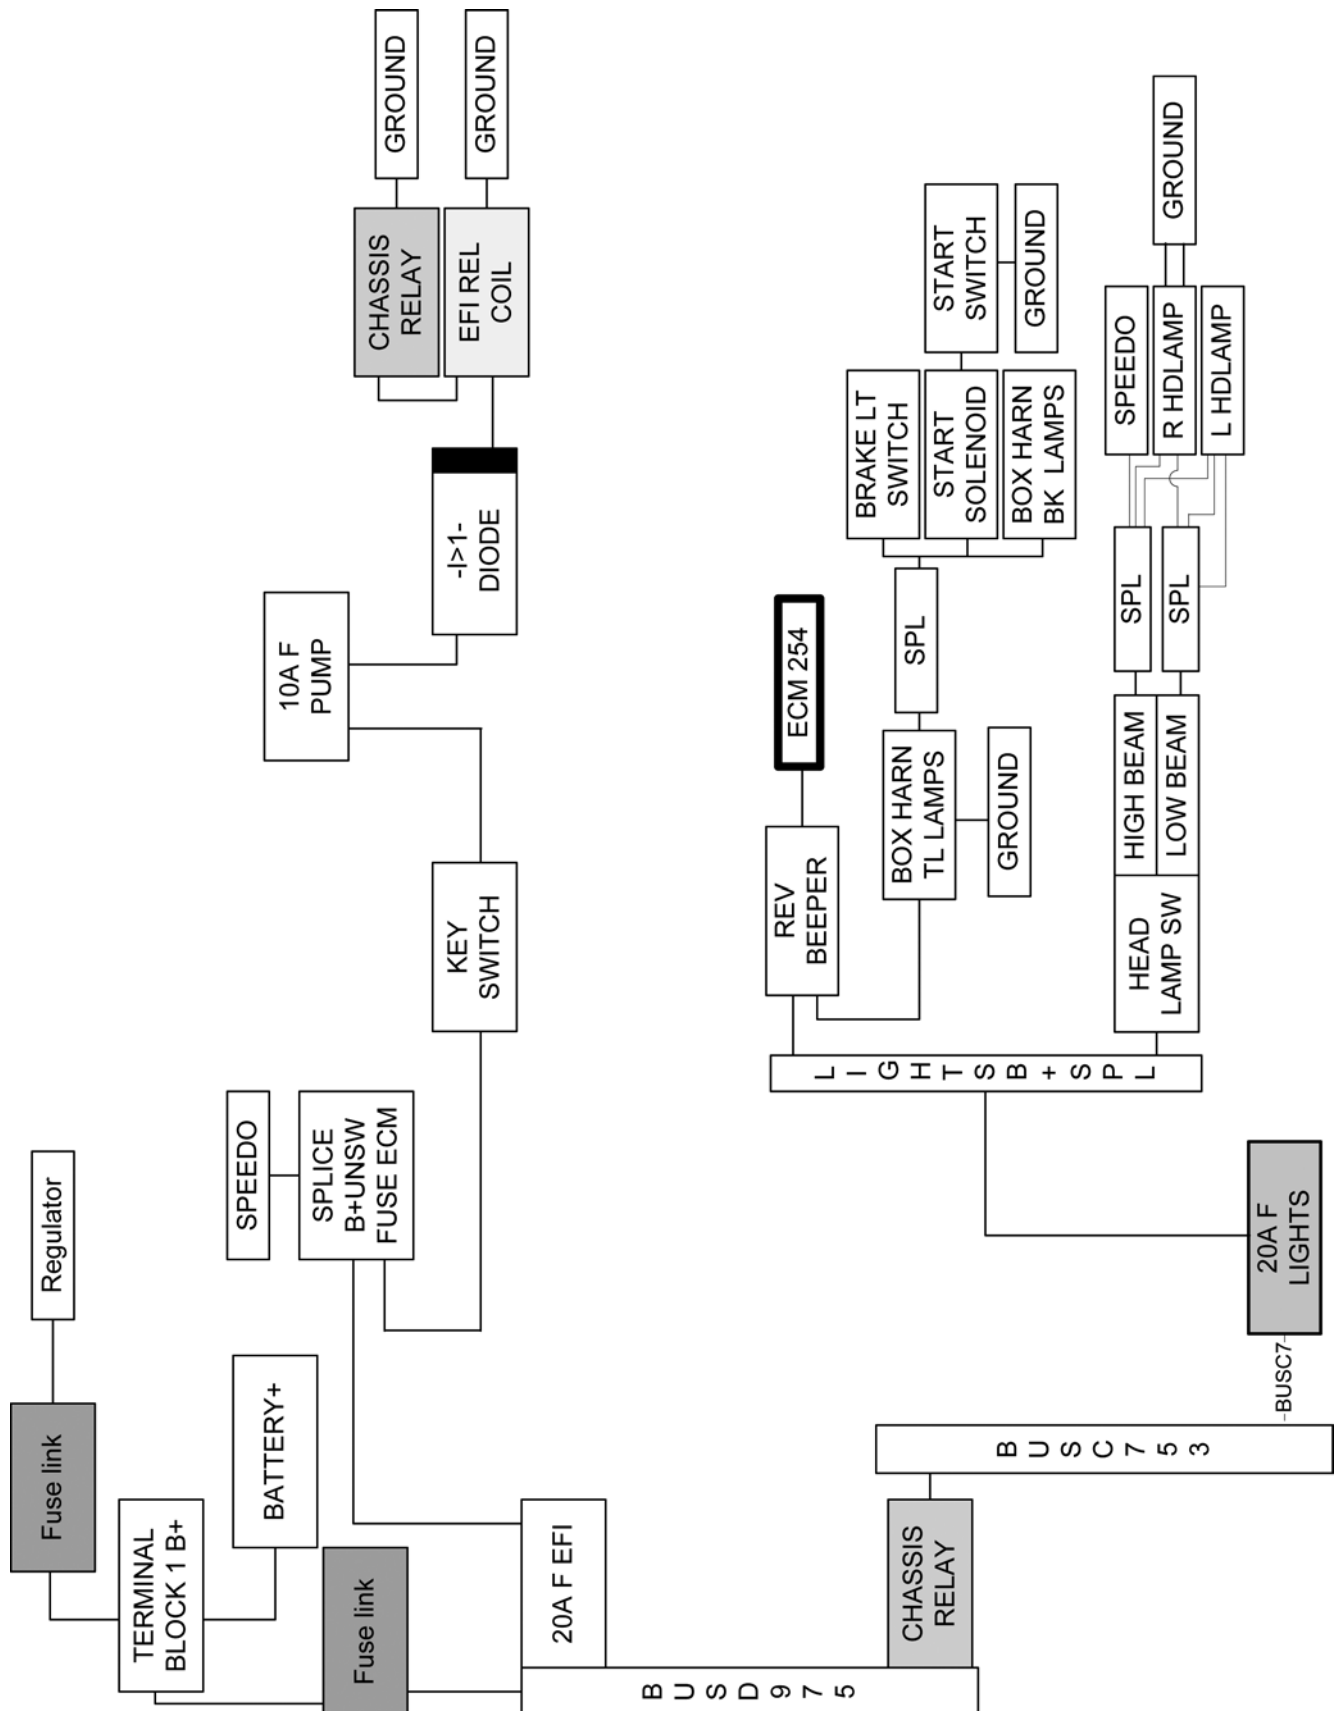 GROUND
GROUND
CHASSIS
RELAY
EFI REL
COIL
-I>1-
DIODE
10A F
PUMP
KEY
SWITCH
SPEEDO
SPLICE
B+UNSW
FUSE ECM
Regulator
Fuse link
TERMINAL
BLOCK 1 B+
BATTERY+
Fuse link
20A F EFI
BUSD975
CHASSIS
RELAY
BUSC753
-BUSC7-
20A F
LIGHTS
LIGHTSB+SPL
REV
BEEPER
ECM 254
BOX HARN
TL LAMPS
GROUND
SPL
BRAKE LT
SWITCH
START
SOLENOID
BOX HARN
BK LAMPS
START
SWITCH
GROUND
HEAD
LAMP SW
HIGH BEAM
LOW BEAM
SPL
SPL
SPEEDO
R HDLAMP
L HDLAMP
GROUND